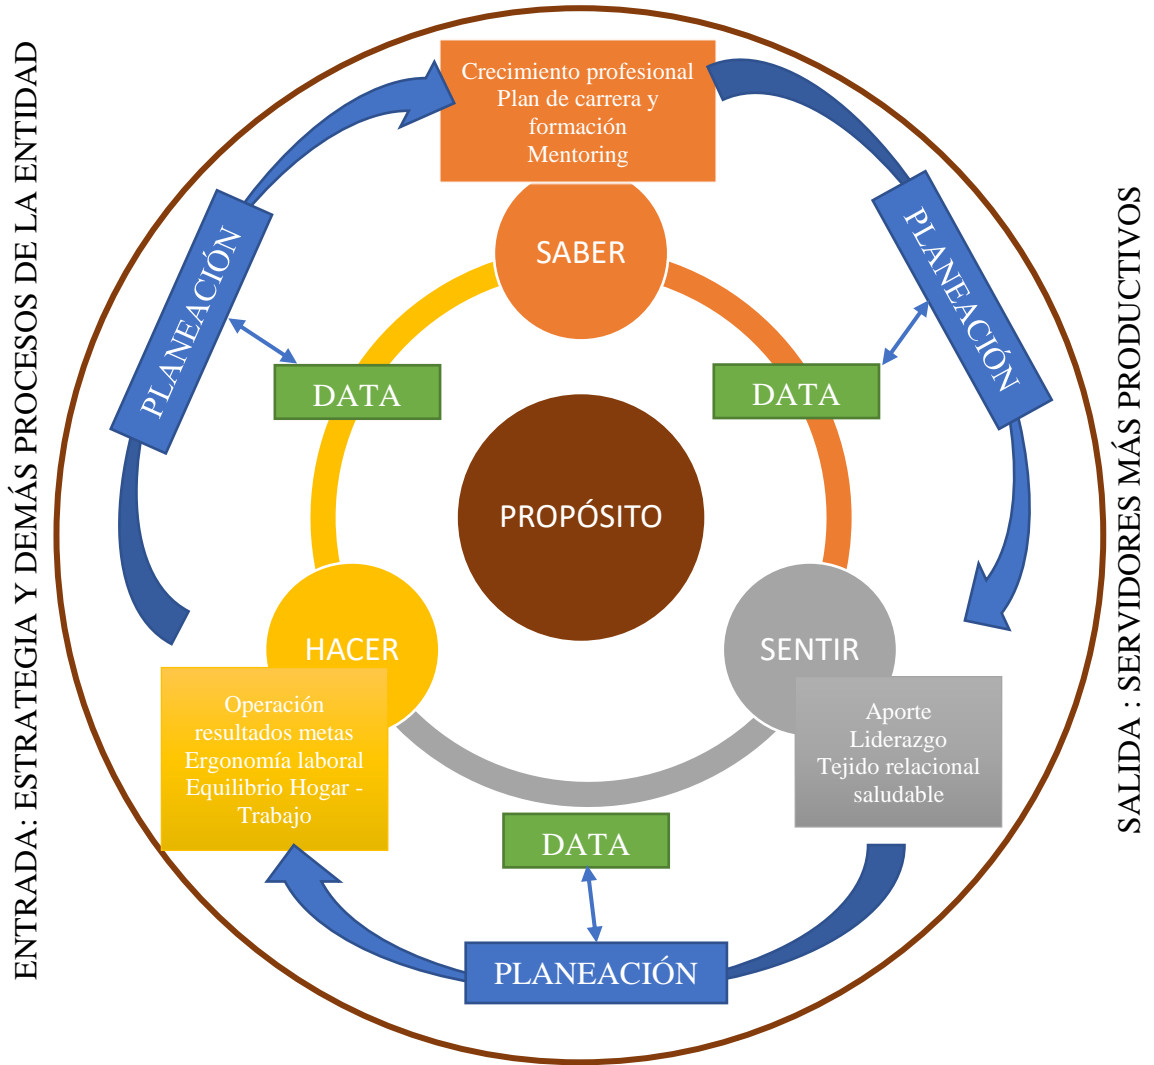 ENTRADA: ESTRATEGIA Y DEMÁS PROCESOS DE LA ENTIDAD
Crecimiento profesional
Plan de carrera y
formación
Mentoring
SABER
PLANEACIÓN
PLANEACIÓN
DATA
DATA
PROPÓSITO
HACER
SENTIR
Operación
resultados metas
Ergonomía laboral
Equilibrio Hogar -
Trabajo
Aporte
Liderazgo
Tejido relacional
saludable
DATA
PLANEACIÓN
SALIDA : SERVIDORES MÁS PRODUCTIVOS